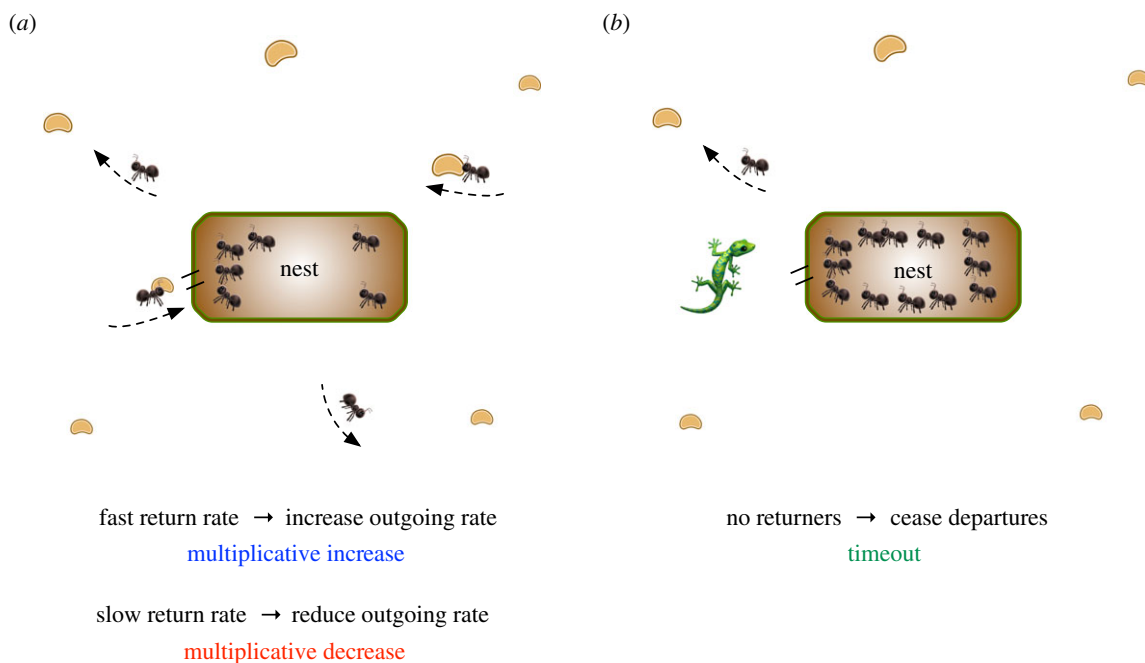 (a)
nest
fast return rate → increase outgoing rate
multiplicative increase
slow return rate → reduce outgoing rate
multiplicative decrease
(b)
nest
no returners → cease departures
timeout